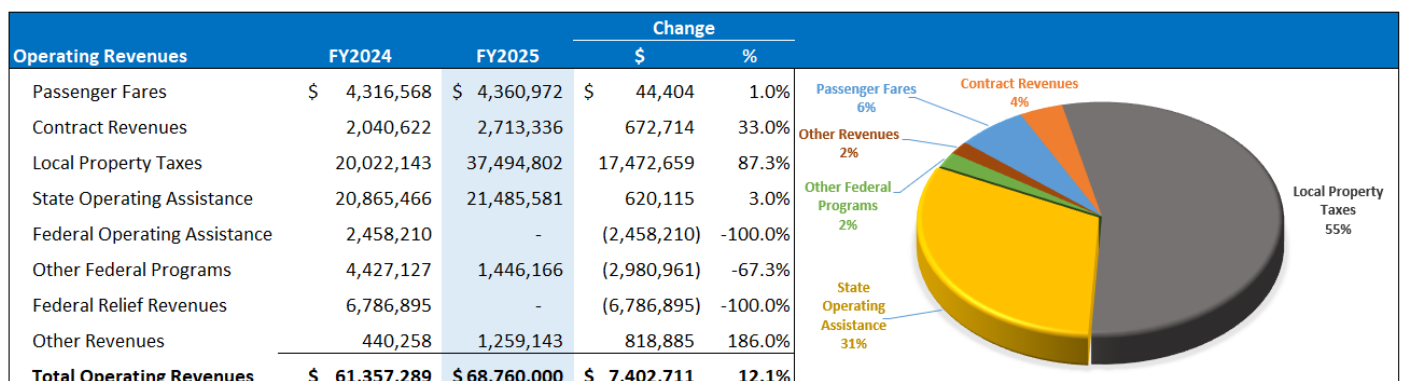 Change
Operating Revenues FY2024 FY2025 $ %
Passenger Fares $ 4,316,568 $ 4,360,972 $ 44,404 1.0%
Contract Revenues 2,040,622 2,713,336 672,714 33.0%
Local Property Taxes 20,022,143 37,494,802 17,472,659 87.3%
State Operating Assistance 20,865,466 21,485,581 620,115 3.0%
Federal Operating Assistance 2,458,210 - (2,458,210) -100.0%
Other Federal Programs 4,427,127 1,446,166 (2,980,961) -67.3%
Federal Relief Revenues 6,786,895 - (6,786,895) -100.0%
Other Revenues 440,258 1,259,143 818,885 186.0%
Total Operating Revenues $ 61,357,289 $ 68,760,000 $ 7,402,711 12.1%
Passenger Fares
6%
Contract Revenues
4%
Other Revenues
2%
Other Federal
Programs
2%
Local Property
Taxes
55%
State
Operating
Assistance
31%